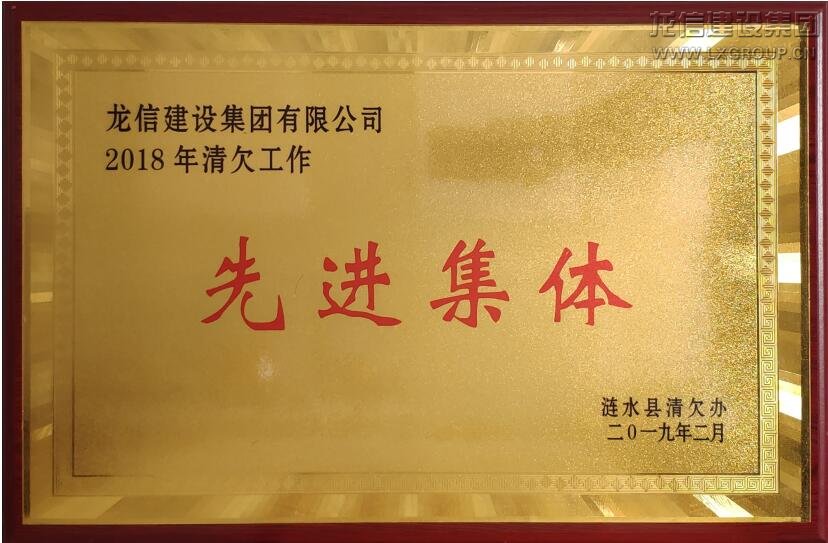 龙信建设集团
WWW.LXGROUP.CN
龙信建设集团有限公司
2018年清欠工作
先进集体
涟水县清欠办
二0一九年二月